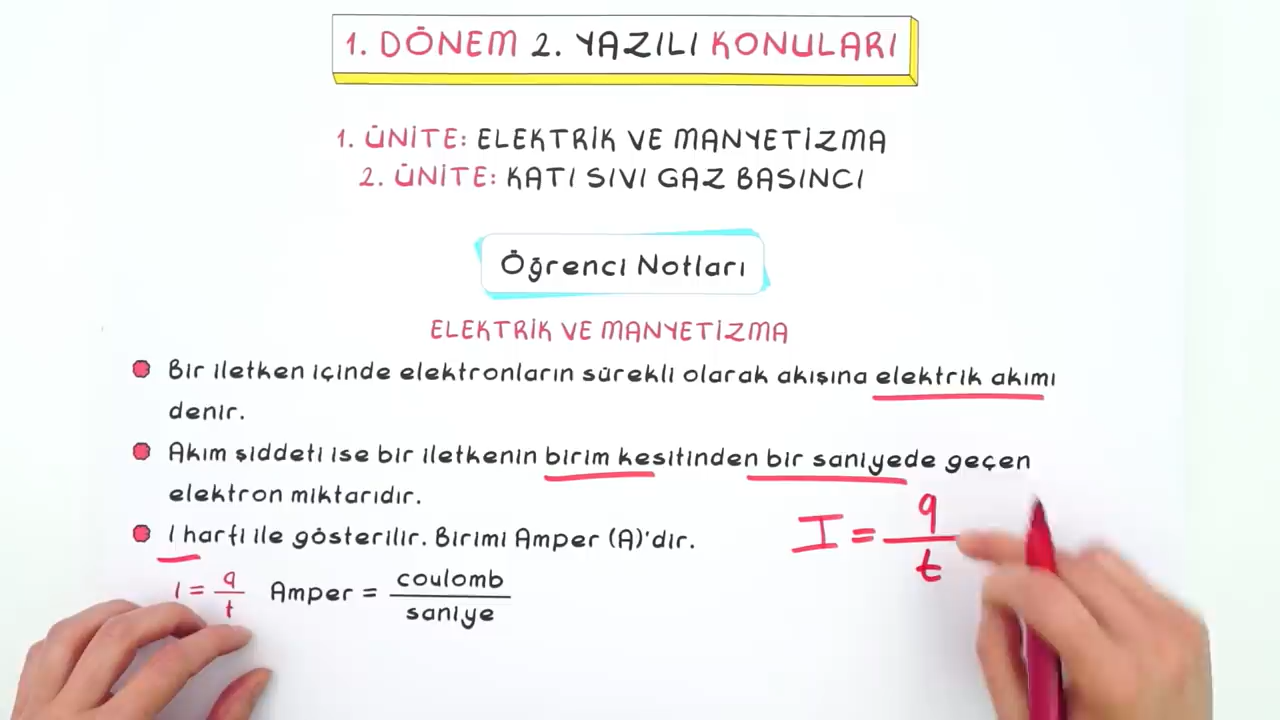 1. DÖNEM 2. YAZILI KONULARI
1. ÜNİTE: ELEKTRİK VE MANYETİZMA
2. ÜNİTE: KATI SIVI GAZ BASINCI
Öğrenci Notları
ELEKTRİK VE MANYETİZMA
Bir iletken içinde elektronların sürekli olarak akışına elektrik akımı
denir.
Akım şiddeti ise bir iletkenin birim kesitinden bir saniyede geçen
elektron miktarıdır.
I harfi ile gösterilir. Birimi Amper (A)'dir.
I = q/t
I = q/t Amper = coulomb/saniye